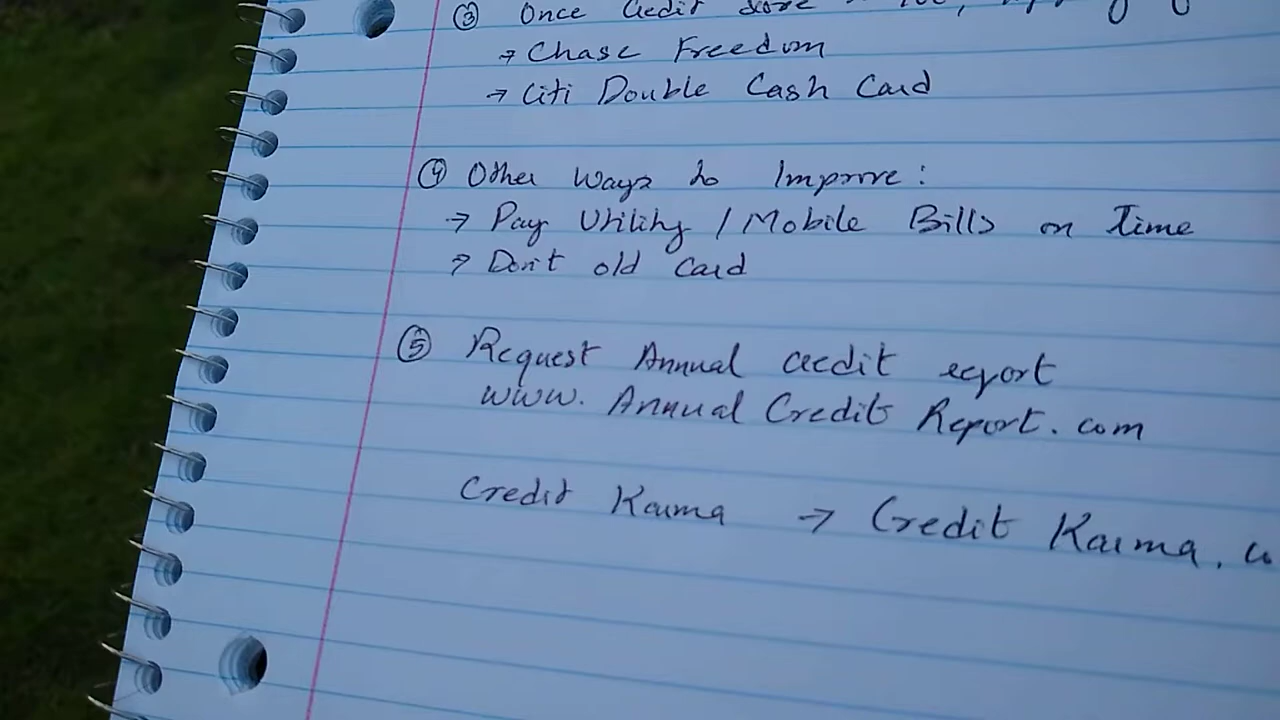 ③ Once Credit
→ Chase Freedom
→ Citi Double Cash Card
④ Other Ways to Improve:
→ Pay Utility / Mobile Bills on Time
→ Don't old Card
⑤ Request Annual Credit report
www. Annual Credit Report. com
Credit Karma → Credit Karma.